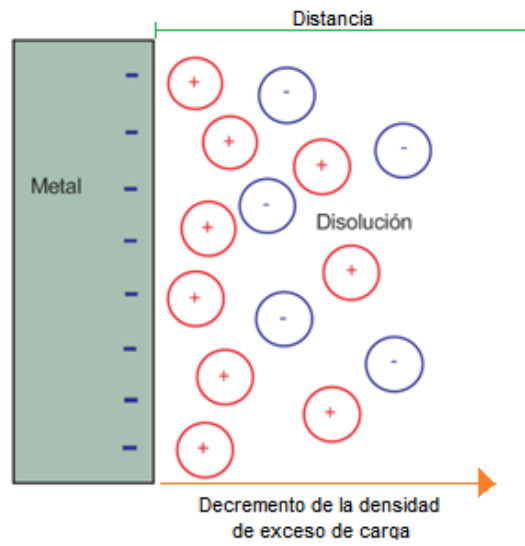 Distancia
Metal
Disolución
Decremento de la densidad
de exceso de carga